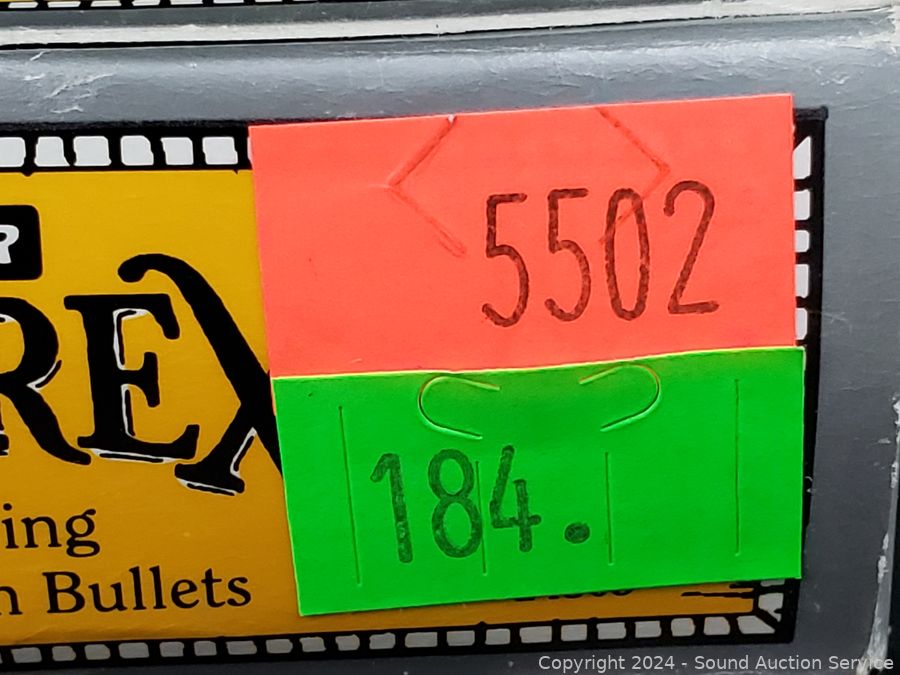 R
REX
ing
n Bullets
5502
184.
Copyright 2024 - Sound Auction Service